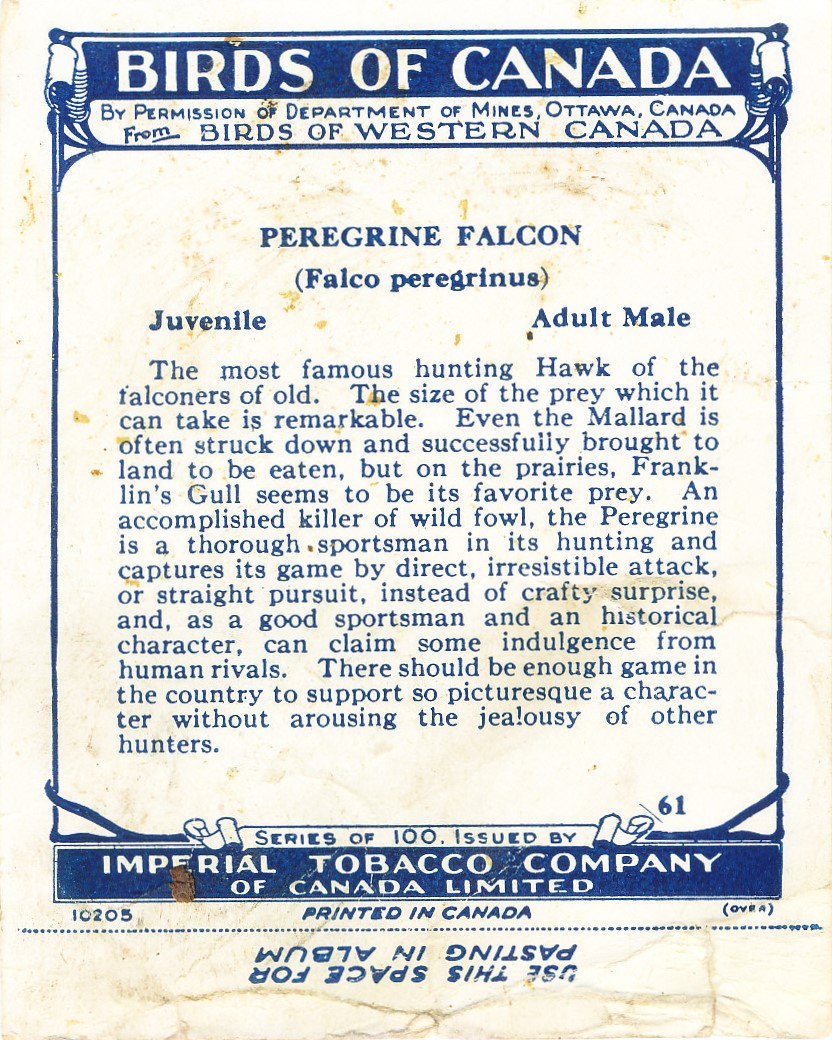 BIRDS OF CANADA
BY PERMISSION OF DEPARTMENT OF MINES, OTTAWA, CANADA
From BIRDS OF WESTERN CANADA
PEREGRINE FALCON
(Falco peregrinus)
Juvenile Adult Male
The most famous hunting Hawk of the
falconers of old. The size of the prey which it
can take is remarkable. Even the Mallard is
often struck down and successfully brought to
land to be eaten, but on the prairies, Frank-
lin's Gull seems to be its favorite prey. An
accomplished killer of wild fowl, the Peregrine
is a thorough sportsman in its hunting and
captures its game by direct, irresistible attack,
or straight pursuit, instead of crafty surprise,
and, as a good sportsman and an historical
character, can claim some indulgence from
human rivals. There should be enough game in
the country to support so picturesque a charac-
ter without arousing the jealousy of other
hunters.
61
SERIES OF 100. ISSUED BY
IMPERIAL TOBACCO COMPANY
OF CANADA LIMITED
10205 PRINTED IN CANADA (OVER)
USE THIS SPACE FOR
PASTING IN ALBUM